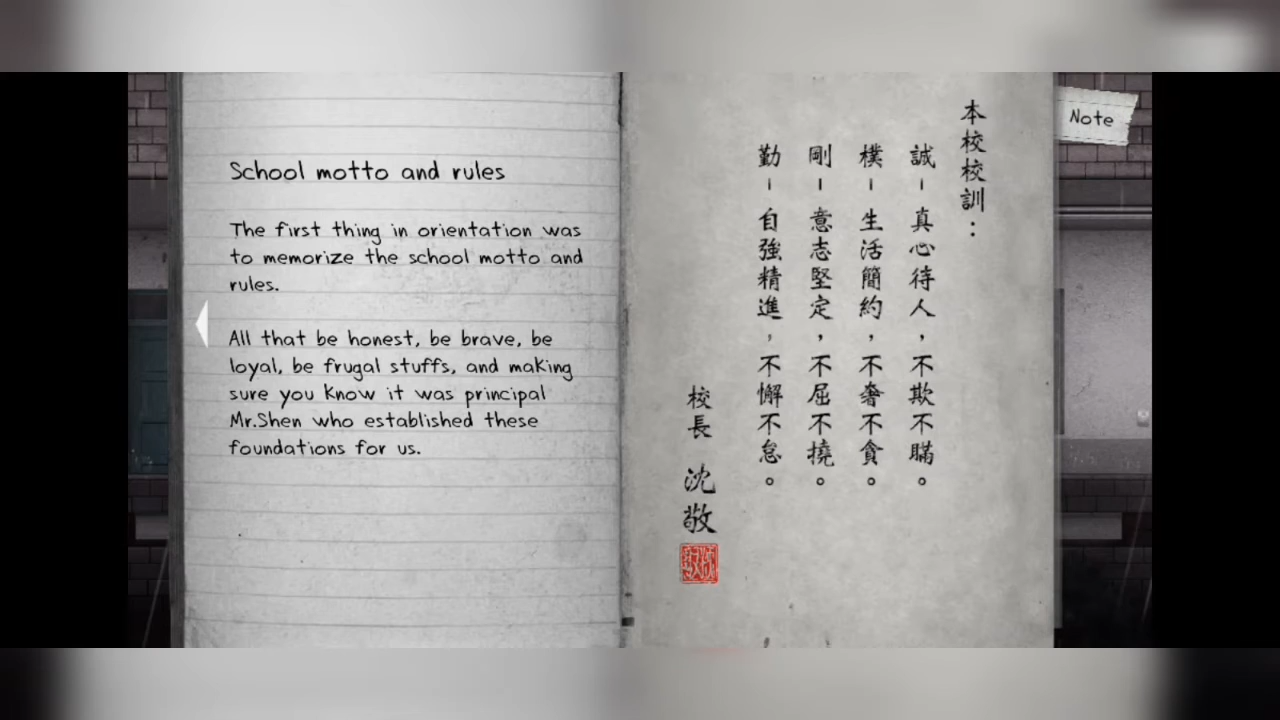 School motto and rules
The first thing in orientation was
to memorize the school motto and
rules.
All that be honest, be brave, be
loyal, be frugal stuffs, and making
sure you know it was principal
Mr.Shen who established these
foundations for us.
本校校訓：
誠－真心待人，不欺不瞞。
樸－生活簡約，不奢不貪。
剛－意志堅定，不屈不撓。
勤－自強精進，不懈不怠。
校長 沈敬
Note